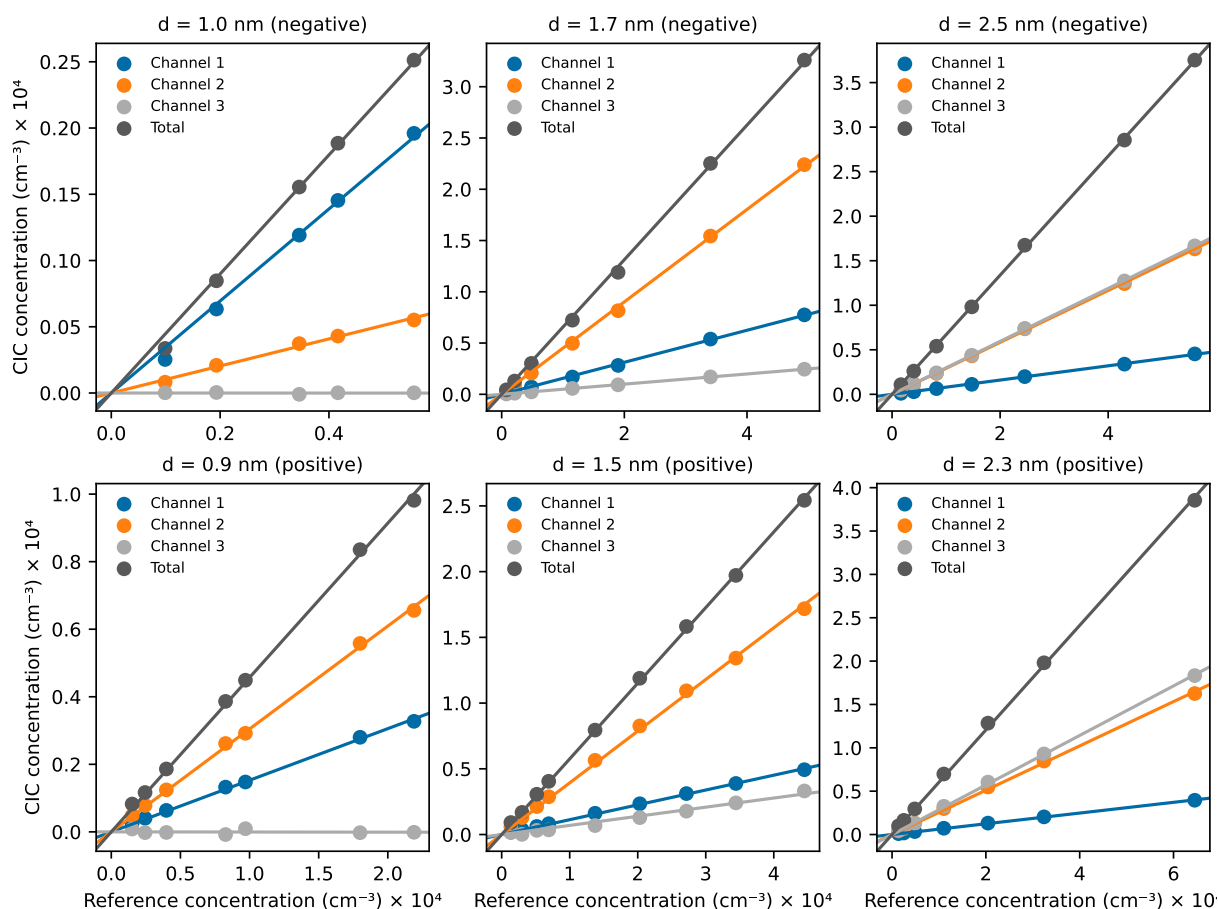 d = 1.0 nm (negative)
CIC concentration (cm⁻³) × 10⁴
0.25
0.20
0.15
0.10
0.05
0.00
Channel 1
Channel 2
Channel 3
Total
0.0 0.2 0.4
d = 1.7 nm (negative)
3.0
2.5
2.0
1.5
1.0
0.5
0.0
Channel 1
Channel 2
Channel 3
Total
0 2 4
d = 2.5 nm (negative)
3.5
3.0
2.5
2.0
1.5
1.0
0.5
0.0
Channel 1
Channel 2
Channel 3
Total
0 2 4
d = 0.9 nm (positive)
CIC concentration (cm⁻³) × 10⁴
1.0
0.8
0.6
0.4
0.2
0.0
Channel 1
Channel 2
Channel 3
Total
0.0 0.5 1.0 1.5 2.0
Reference concentration (cm⁻³) × 10⁴
d = 1.5 nm (positive)
2.5
2.0
1.5
1.0
0.5
0.0
Channel 1
Channel 2
Channel 3
Total
0 1 2 3 4
Reference concentration (cm⁻³) × 10⁴
d = 2.3 nm (positive)
4.0
3.5
3.0
2.5
2.0
1.5
1.0
0.5
0.0
Channel 1
Channel 2
Channel 3
Total
0 2 4 6
Reference concentration (cm⁻³) × 10